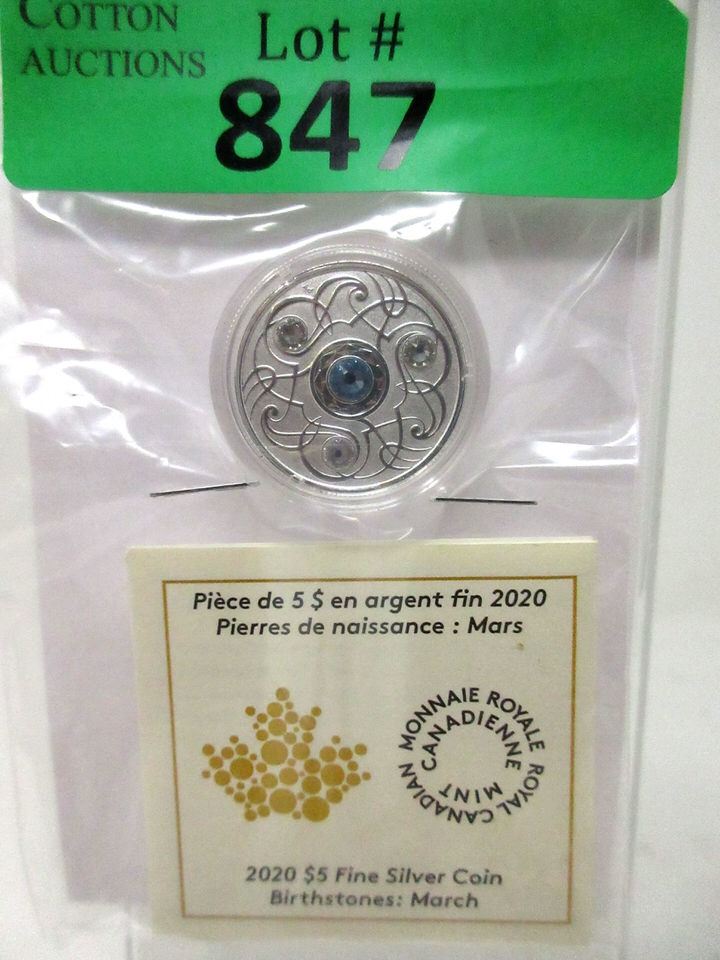 COTTON
AUCTIONS
Lot #
847
Pièce de 5 $ en argent fin 2020
Pierres de naissance : Mars
MONNAIE ROYALE
CANADIENNE
ROYAL CANADIAN
MINT
2020 $5 Fine Silver Coin
Birthstones: March